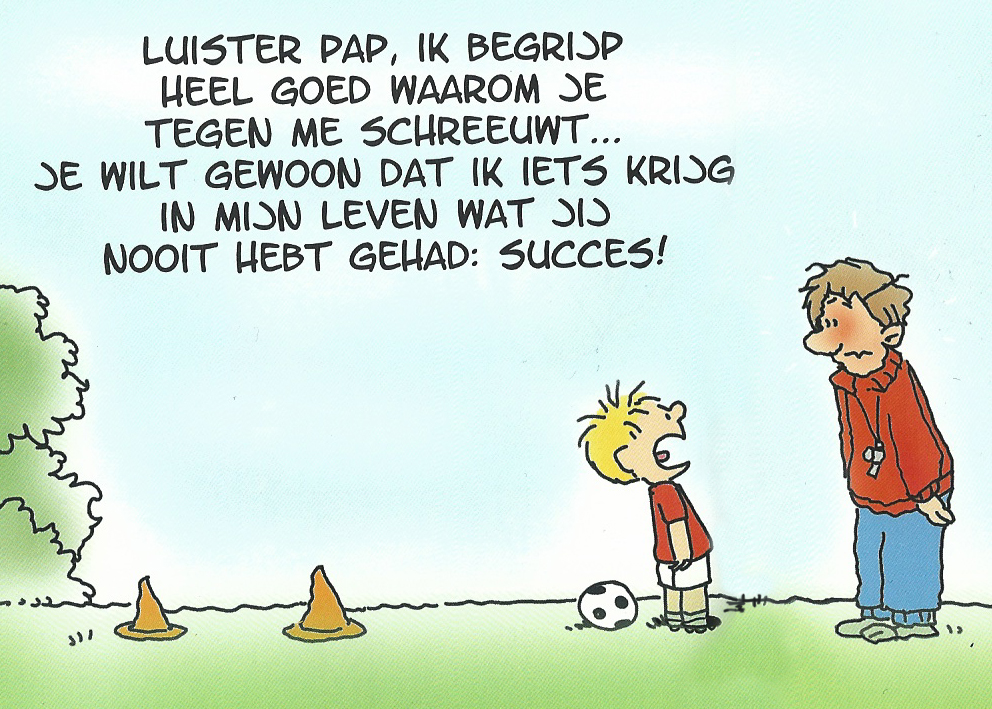 LUISTER PAP, IK BEGRIJP
HEEL GOED WAAROM JE
TEGEN ME SCHREEUWT...
JE WILT GEWOON DAT IK IETS KRIJG
IN MIJN LEVEN WAT JIJ
NOOIT HEBT GEHAD: SUCCES!